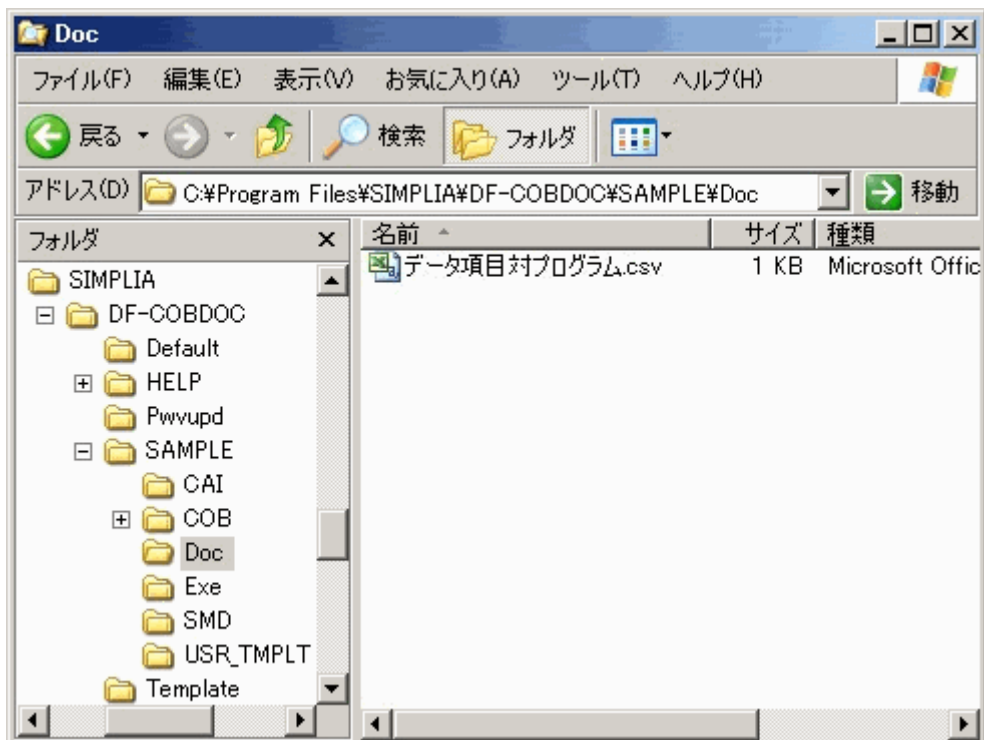 Doc
ファイル(F) 編集(E) 表示(V) お気に入り(A) ツール(T) ヘルプ(H)
戻る 検索 フォルダ
アドレス(D) C:¥Program Files¥SIMPLIA¥DF-COBDOC¥SAMPLE¥Doc 移動
フォルダ × 名前 サイズ 種類
データ項目対プログラム.csv 1 KB Microsoft Offic
SIMPLIA
DF-COBDOC
Default
HELP
Pwvupd
SAMPLE
CAI
COB
Doc
Exe
SMD
USR_TMPLT
Template